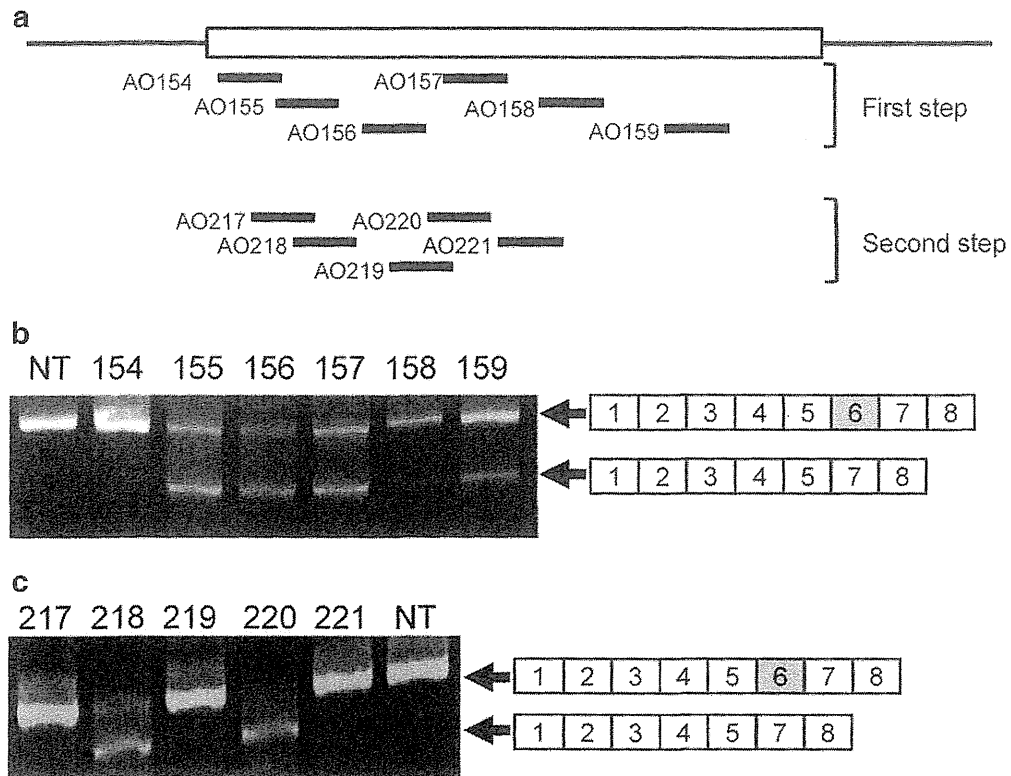 a
AO154
AO157
AO155
AO158
AO156
AO159
First step
AO217
AO220
AO218
AO221
AO219
Second step
b
NT 154 155 156 157 158 159
1 2 3 4 5 6 7 8
1 2 3 4 5 7 8
c
217 218 219 220 221 NT
1 2 3 4 5 6 7 8
1 2 3 4 5 7 8